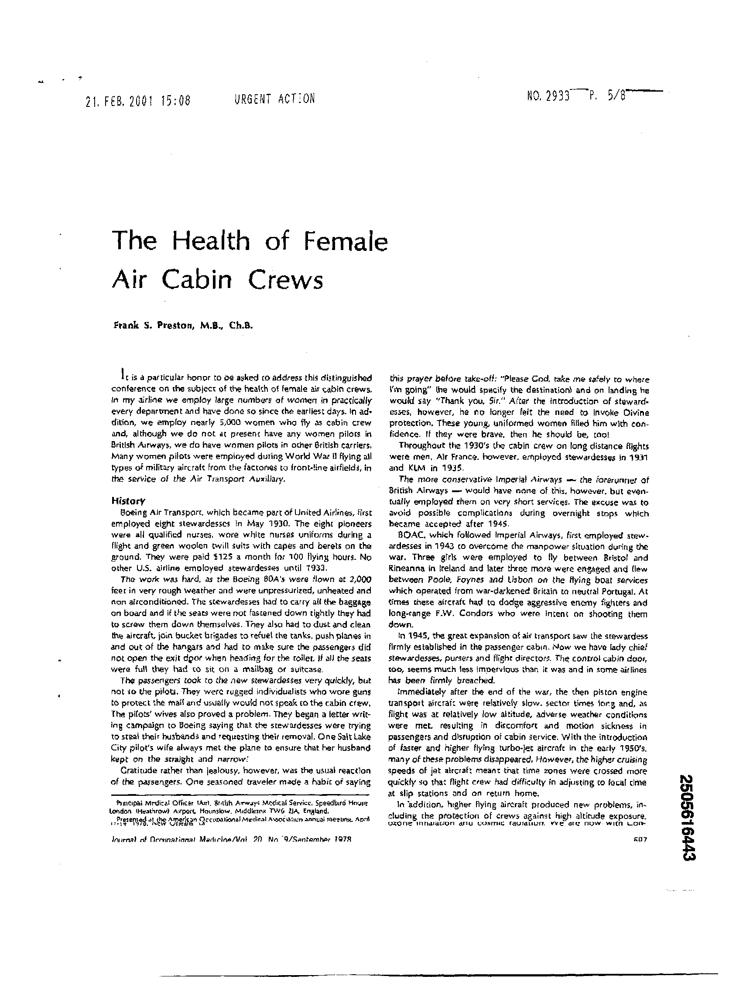 21. FEB. 2001 15:08 URGENT ACTION NO. 2933 P. 5/8
The Health of Female
Air Cabin Crews
Frank S. Preston, M.B., Ch.B.
It is a particular honor to be asked to address this distinguished
conference on the subject of the health of female air cabin crews.
In my airline we employ large numbers of women in practically
every department and have done so since the earliest days. In ad-
dition, we employ nearly 5,000 women who fly as cabin crew
and, although we do not at present have any women pilots in
British Airways, we do have women pilots in other British carriers.
Many women pilots were employed during World War II flying all
types of military aircraft from the factories to front-line airfields, in
the service of the Air Transport Auxiliary.
History
Boeing Air Transport, which became part of United Airlines, first
employed eight stewardesses in May 1930. The eight pioneers
were all qualified nurses, wore white nurses uniforms during a
flight and green woolen twill suits with capes and berets on the
ground. They were paid $125 a month for 100 flying hours. No
other U.S. airline employed stewardesses until 1933.
The work was hard, as the Boeing 80A's were flown at 2,000
feet in very rough weather and were unpressurized, unheated and
non airconditioned. The stewardesses had to carry all the baggage
on board and if the seats were not fastened down tightly they had
to screw them down themselves. They also had to dust and clean
the aircraft, join bucket brigades to refuel the tanks, push planes in
and out of the hangars and had to make sure the passengers did
not open the exit door when heading for the toilet. If all the seats
were full they had to sit on a mailbag or suitcase.
The passengers took to the new stewardesses very quickly, but
not so the pilots. They were rugged individualists who wore guns
to protect the mail and usually would not speak to the cabin crew.
The pilots' wives also proved a problem. They began a letter writ-
ing campaign to Boeing saying that the stewardesses were trying
to steal their husbands and requesting their removal. One Salt Lake
City pilot's wife always met the plane to ensure that her husband
kept on the straight and narrow!
Gratitude rather than jealousy, however, was the usual reaction
of the passengers. One seasoned traveler made a habit of saying
Principal Medical Officer (Air), British Airways Medical Service, Speedbird House
London (Heathrow) Airport, Hounslow, Middlesex TW6 2JA, England.
Presented at the American Occupational Medical Association annual meeting, April
1978, New Orleans, La.
Journal of Occupational Medicine/Vol. 20, No. 9/September 1978
this prayer before take-off: "Please God, take me safely to where
I'm going" (he would specify the destination) and on landing he
would say "Thank you, Sir." After the introduction of steward-
esses, however, he no longer felt the need to invoke Divine
protection. These young, uniformed women filled him with con-
fidence. If they were brave, then he should be, too!
Throughout the 1930's the cabin crew on long distance flights
were men. Air France, however, employed stewardesses in 1931
and KLM in 1935.
The more conservative Imperial Airways — the forerunner of
British Airways — would have none of this, however, but even-
tually employed them on very short services. The excuse was to
avoid possible complications during overnight stops which
became accepted after 1945.
BOAC, which followed Imperial Airways, first employed stew-
ardesses in 1943 to overcome the manpower situation during the
war. Three girls were employed to fly between Bristol and
Rineanna in Ireland and later three more were engaged and flew
between Poole, Foynes and Lisbon on the flying boat services
which operated from war-darkened Britain to neutral Portugal. At
times these aircraft had to dodge aggressive enemy fighters and
long-range F.W. Condors who were intent on shooting them
down.
In 1945, the great expansion of air transport saw the stewardess
firmly established in the passenger cabin. Now we have lady chief
stewardesses, pursers and flight directors. The control cabin door,
too, seems much less impervious than it was and in some airlines
has been firmly breached.
Immediately after the end of the war, the then piston engine
transport aircraft were relatively slow, sector times long and, as
flight was at relatively low altitude, adverse weather conditions
were met, resulting in discomfort and motion sickness in
passengers and disruption of cabin service. With the introduction
of faster and higher flying turbo-jet aircraft in the early 1950's,
many of these problems disappeared. However, the higher cruising
speeds of jet aircraft meant that time zones were crossed more
quickly so that flight crew had difficulty in adjusting to local time
at slip stations and on return home.
In addition, higher flying aircraft produced new problems, in-
cluding the protection of crews against high altitude exposure,
ozone inhalation and cosmic radiation. We are now with Con-
607
2505616443